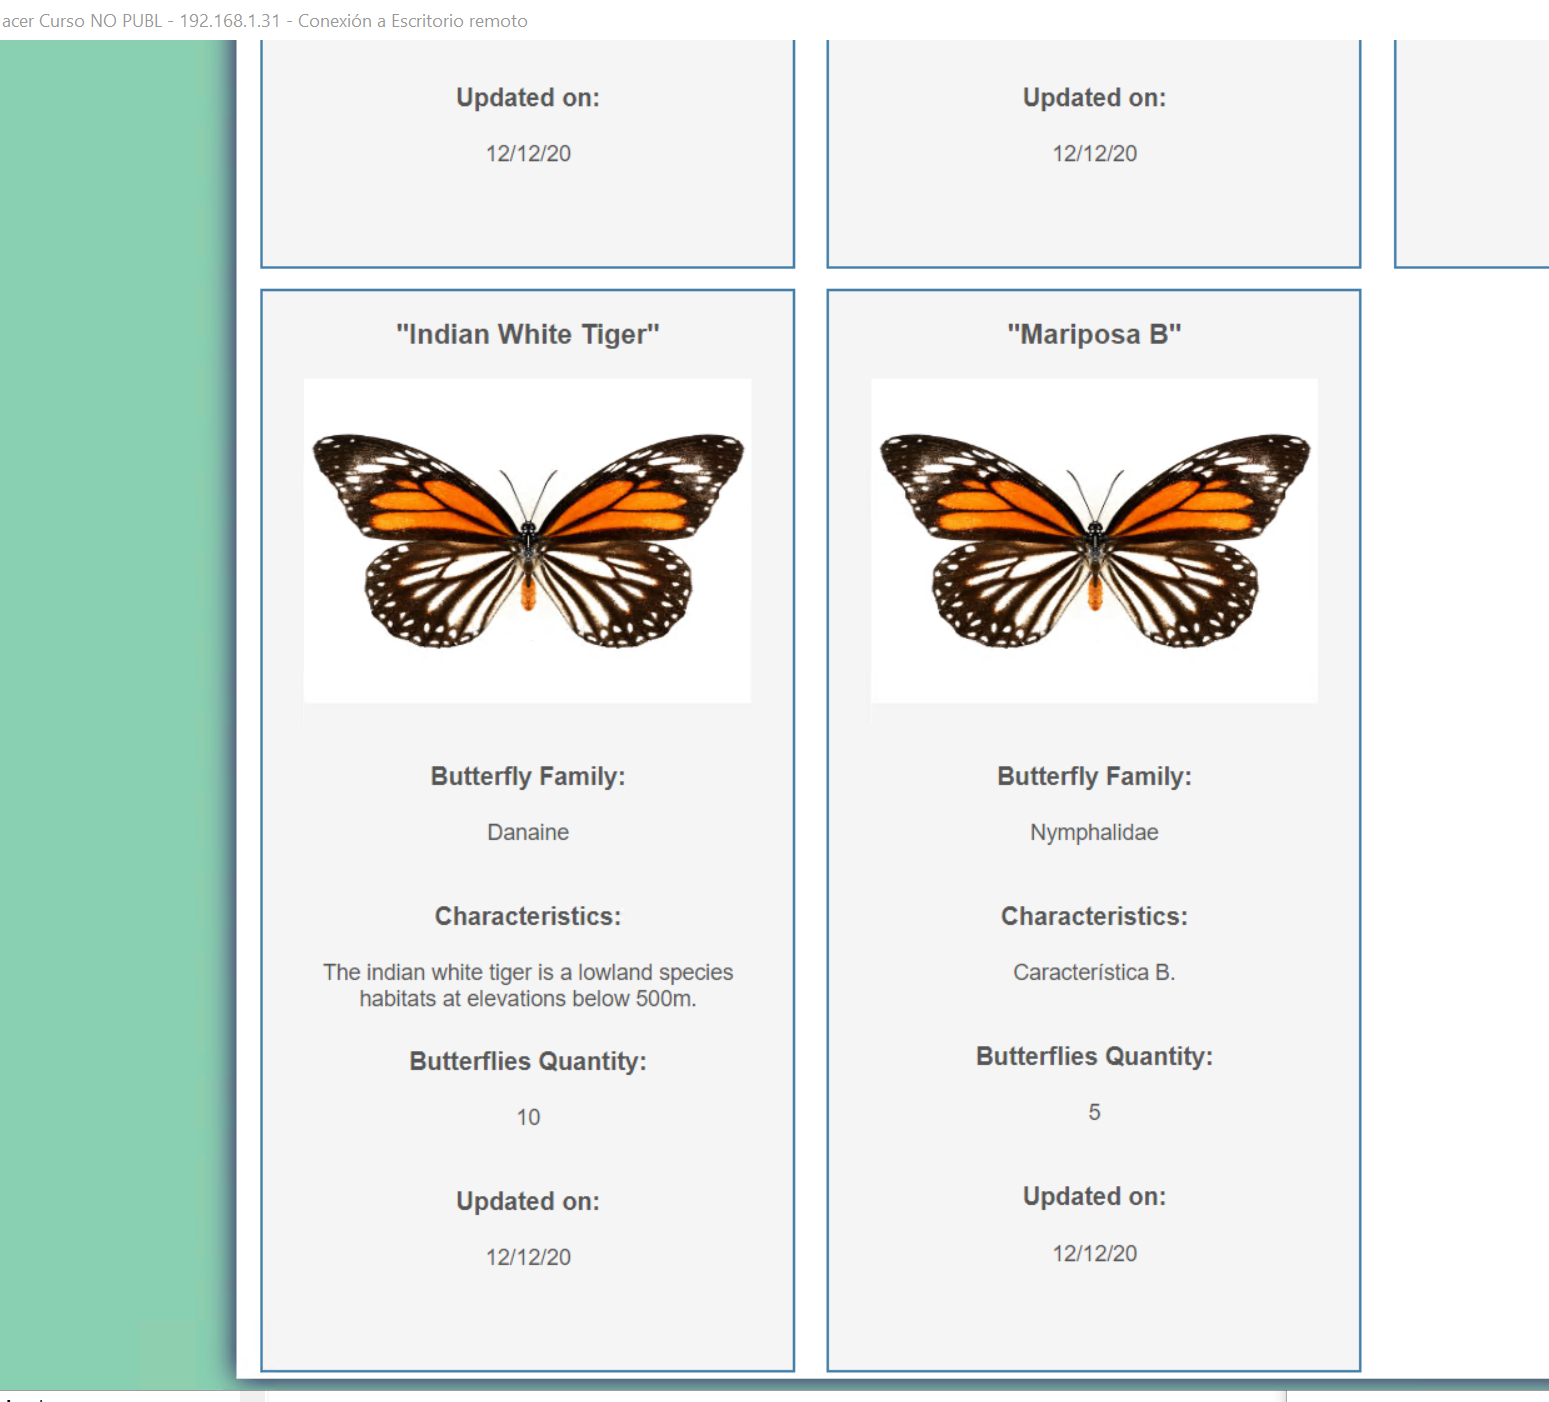 acer Curso NO PUBL - 192.168.1.31 - Conexión a Escritorio remoto
Updated on:
12/12/20
Updated on:
12/12/20
"Indian White Tiger"
Butterfly Family:
Danaine
Characteristics:
The indian white tiger is a lowland species
habitats at elevations below 500m.
Butterflies Quantity:
10
Updated on:
12/12/20
"Mariposa B"
Butterfly Family:
Nymphalidae
Characteristics:
Característica B.
Butterflies Quantity:
5
Updated on:
12/12/20